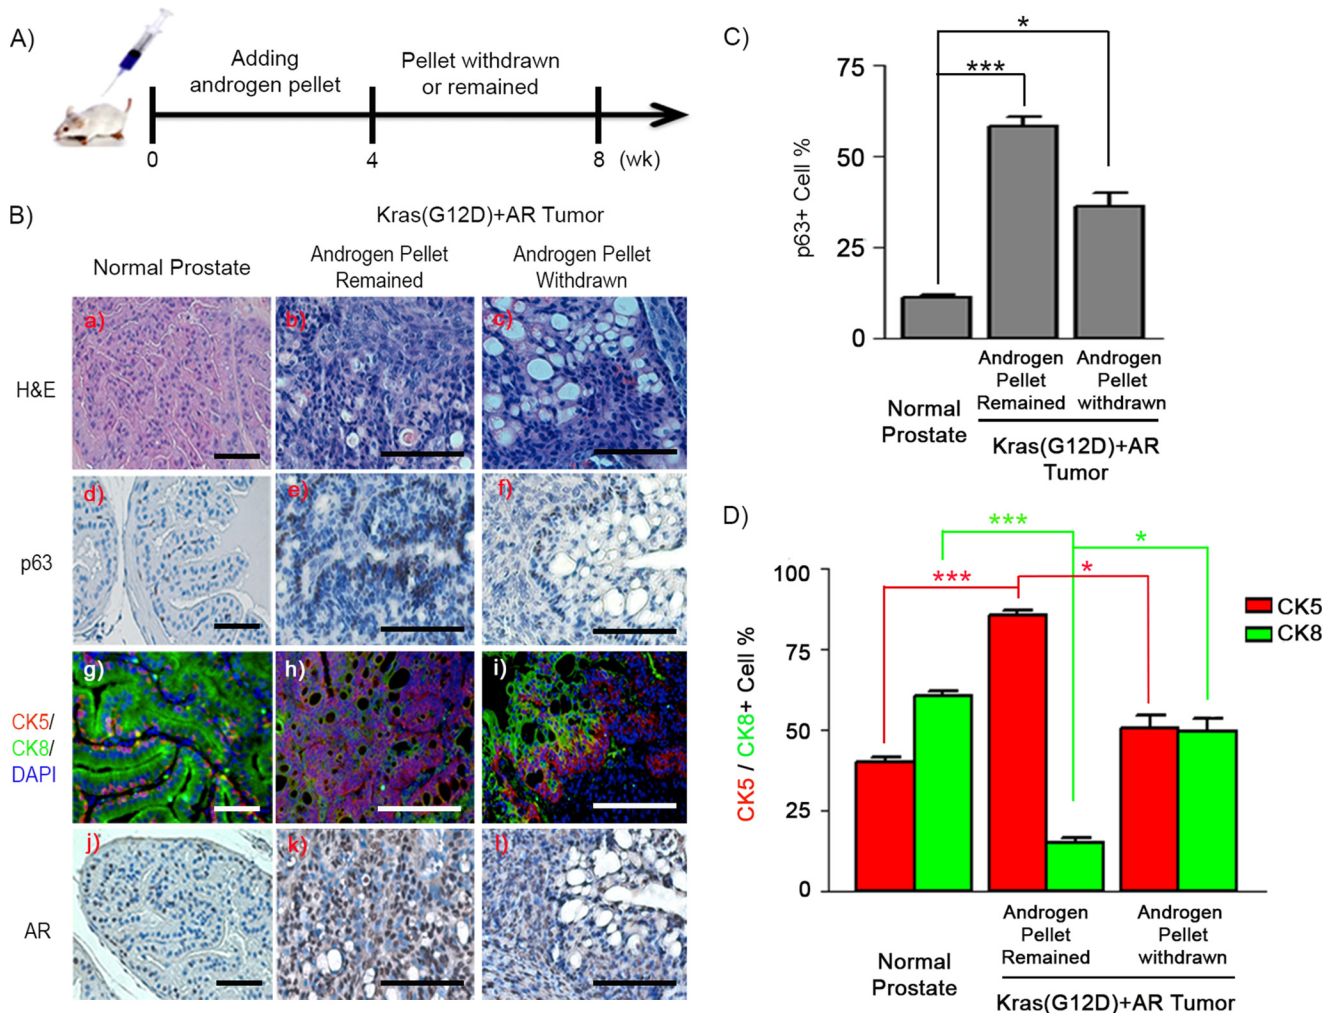 A)
Adding
androgen pellet
Pellet withdrawn
or remained
0
4
8
(wk)
B)
Kras(G12D)+AR Tumor
Normal Prostate
Androgen Pellet
Remained
Androgen Pellet
Withdrawn
H&E
a)
b)
c)
p63
d)
e)
f)
CK5/
CK8/
DAPI
g)
h)
i)
AR
j)
k)
l)
C)
*
***
p63+ Cell %
75
50
25
0
Normal
Prostate
Androgen
Pellet
Remained
Androgen
Pellet
withdrawn
Kras(G12D)+AR
Tumor
D)
***
*
***
*
CK5
CK8
CK5 / CK8+ Cell %
100
75
50
25
0
Normal
Prostate
Androgen
Pellet
Remained
Androgen
Pellet
withdrawn
Kras(G12D)+AR Tumor